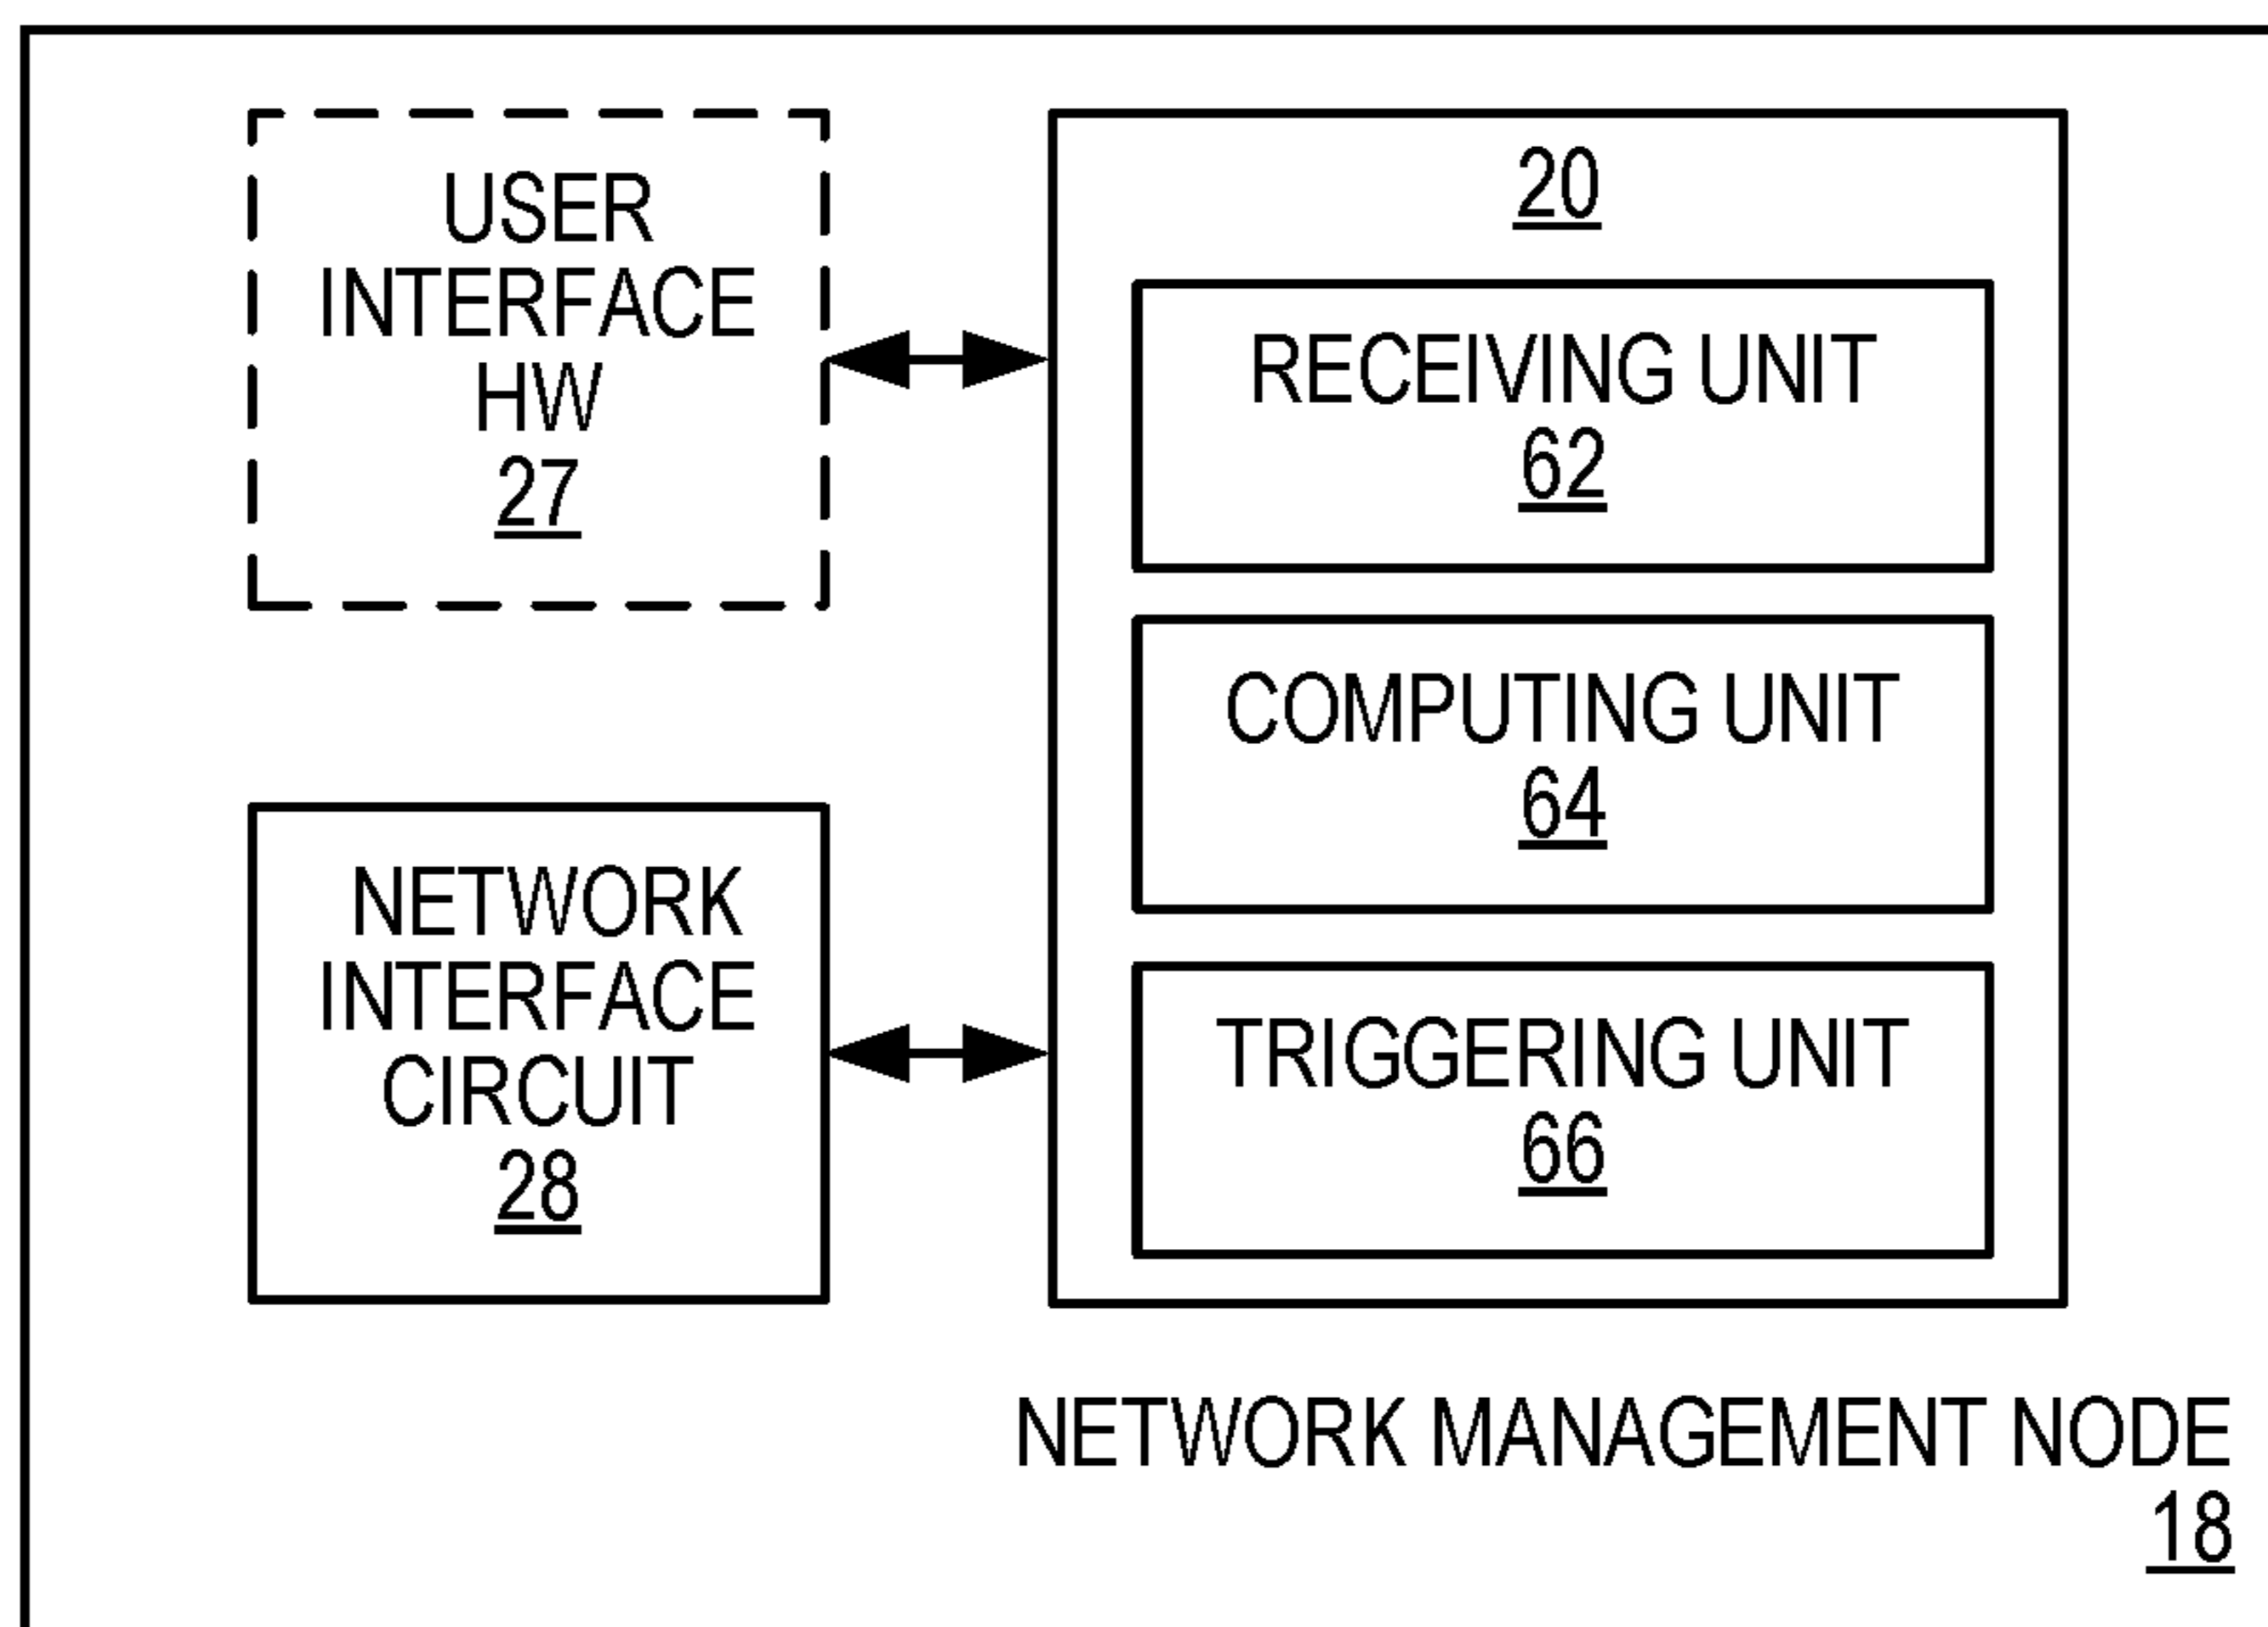 USER
INTERFACE
HW
27
NETWORK
INTERFACE
CIRCUIT
28
20
RECEIVING UNIT
62
COMPUTING UNIT
64
TRIGGERING UNIT
66
NETWORK MANAGEMENT NODE
18